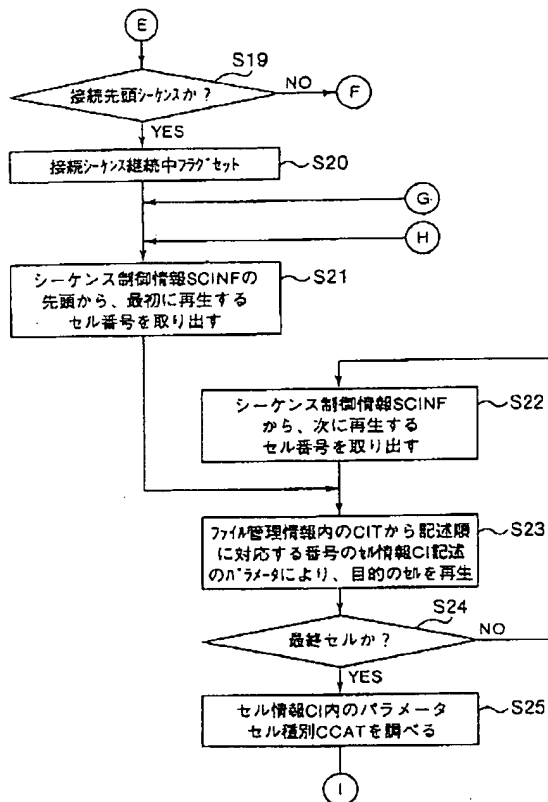 E
S19
接続先頭シーケンスか？
NO
F
YES
接続シーケンス継続中フラグセット
S20
G
H
シーケンス制御情報SCINFの
先頭から、最初に再生する
セル番号を取り出す
S21
シーケンス制御情報SCINF
から、次に再生する
セル番号を取り出す
S22
ファイル管理情報内のCITから記述順
に対応する番号のセル情報CI記述
のパラメータにより、目的のセルを再生
S23
S24
最終セルか？
NO
YES
セル情報CI内のパラメータ
セル種別CCATを調べる
S25
I